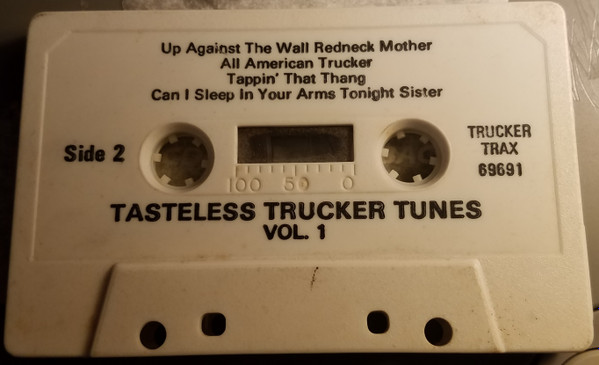 Up Against The Wall Redneck Mother
All American Trucker
Tappin' That Thang
Can I Sleep In Your Arms Tonight Sister
Side 2
TRUCKER
TRAX
69691
100 50 0
TASTELESS TRUCKER TUNES
VOL. 1